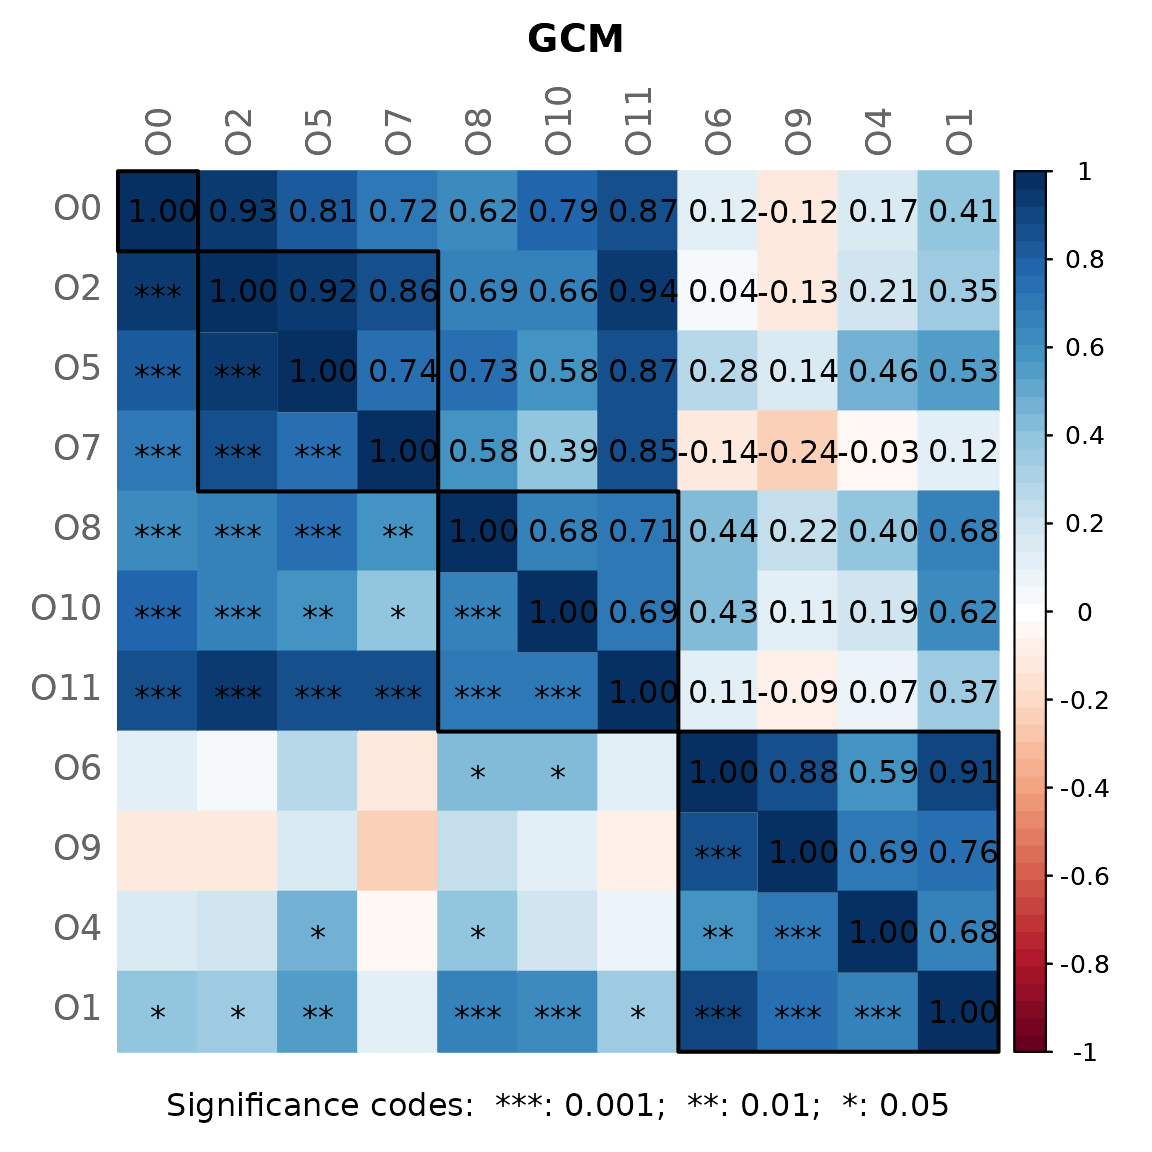 GCM
O0 O2 O5 O7 O8 O10 O11 O6 O9 O4 O1
O0 1.00 0.93 0.81 0.72 0.62 0.79 0.87 0.12 -0.12 0.17 0.41
O2 *** 1.00 0.92 0.86 0.69 0.66 0.94 0.04 -0.13 0.21 0.35
O5 *** *** 1.00 0.74 0.73 0.58 0.87 0.28 0.14 0.46 0.53
O7 *** *** *** 1.00 0.58 0.39 0.85 -0.14 -0.24 -0.03 0.12
O8 *** *** *** ** 1.00 0.68 0.71 0.44 0.22 0.40 0.68
O10 *** *** ** * *** 1.00 0.69 0.43 0.11 0.19 0.62
O11 *** *** *** *** *** *** 1.00 0.11 -0.09 0.07 0.37
O6 * * 1.00 0.88 0.59 0.91
O9 *** 1.00 0.69 0.76
O4 * * ** *** 1.00 0.68
O1 * * ** *** *** * *** *** *** 1.00
1
0.8
0.6
0.4
0.2
0
-0.2
-0.4
-0.6
-0.8
-1
Significance codes: ***: 0.001; **: 0.01; *: 0.05